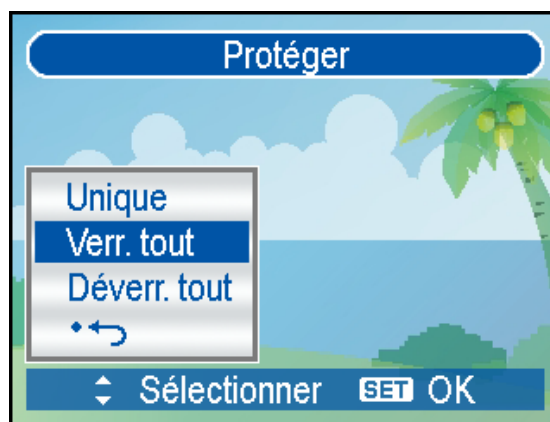 Protéger
Unique
Verr. tout
Déverr. tout
Sélectionner SET OK